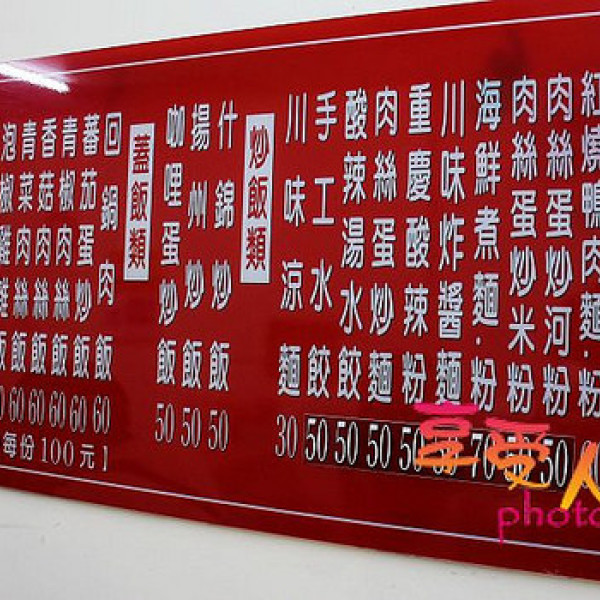 紅燒鴨肉麵.粉
肉絲蛋炒河粉 50
肉絲蛋炒米粉
海鮮煮麵.粉 70
川味炸醬麵
重慶酸辣粉 50
肉絲蛋炒麵 50
酸辣湯水餃 50
手工水餃 50
川味涼麵 30
炒飯類
什錦炒飯 50
揚州炒飯 50
咖哩蛋炒飯 50
蓋飯類
回鍋肉飯 60
蕃茄蛋炒飯 60
青椒肉絲飯 60
香菇肉絲飯 60
青菜肉絲飯 60
泡椒雞
每份100元】
享受人
photo